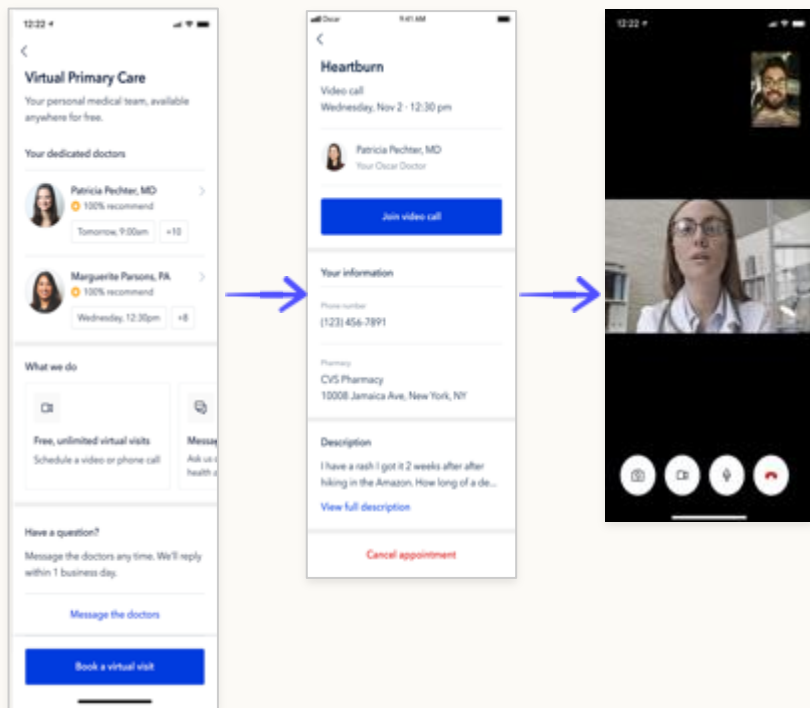 12:22
Virtual Primary Care
Your personal medical team, available
anywhere for free.
Your dedicated doctors
Patricia Pechter, MD
100% recommend
Tomorrow, 9:00am
+10
Marguerite Parsons, PA
100% recommend
Wednesday, 12:30pm
+8
What we do
Free, unlimited virtual visits
Schedule a video or phone call
Messag
Ask us
health a
Have a question?
Message the doctors any time. We'll reply
within 1 business day.
Message the doctors
Book a virtual visit
Oscar
9:41 AM
Heartburn
Video call
Wednesday, Nov 2 - 12:30 pm
Patricia Pechter, MD
Your Oscar Doctor
Join video call
Your information
Phone number
(123) 456-7891
Pharmacy
CVS Pharmacy
10008 Jamaica Ave, New York, NY
Description
I have a rash I got it 2 weeks after after
hiking in the Amazon. How long of a de...
View full description
Cancel appointment
12:22